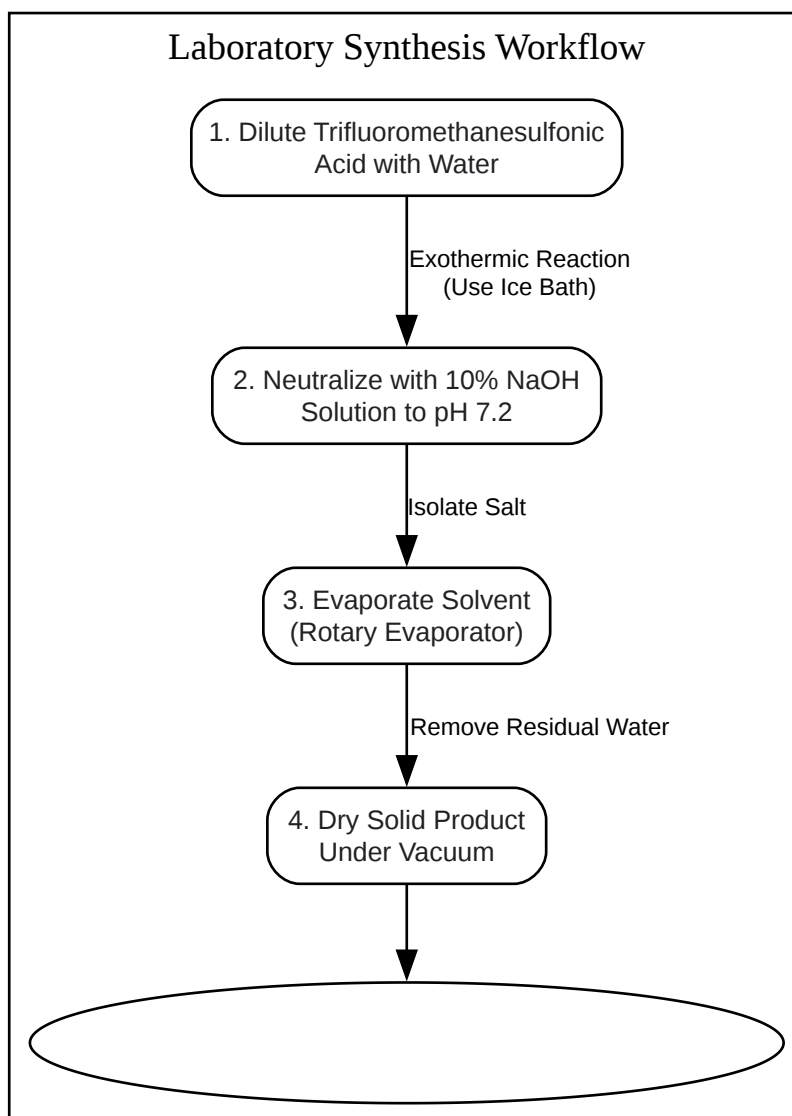 Laboratory Synthesis Workflow
1. Dilute Trifluoromethanesulfonic
Acid with Water
Exothermic Reaction
(Use Ice Bath)
2. Neutralize with 10% NaOH
Solution to pH 7.2
Isolate Salt
3. Evaporate Solvent
(Rotary Evaporator)
Remove Residual Water
4. Dry Solid Product
Under Vacuum